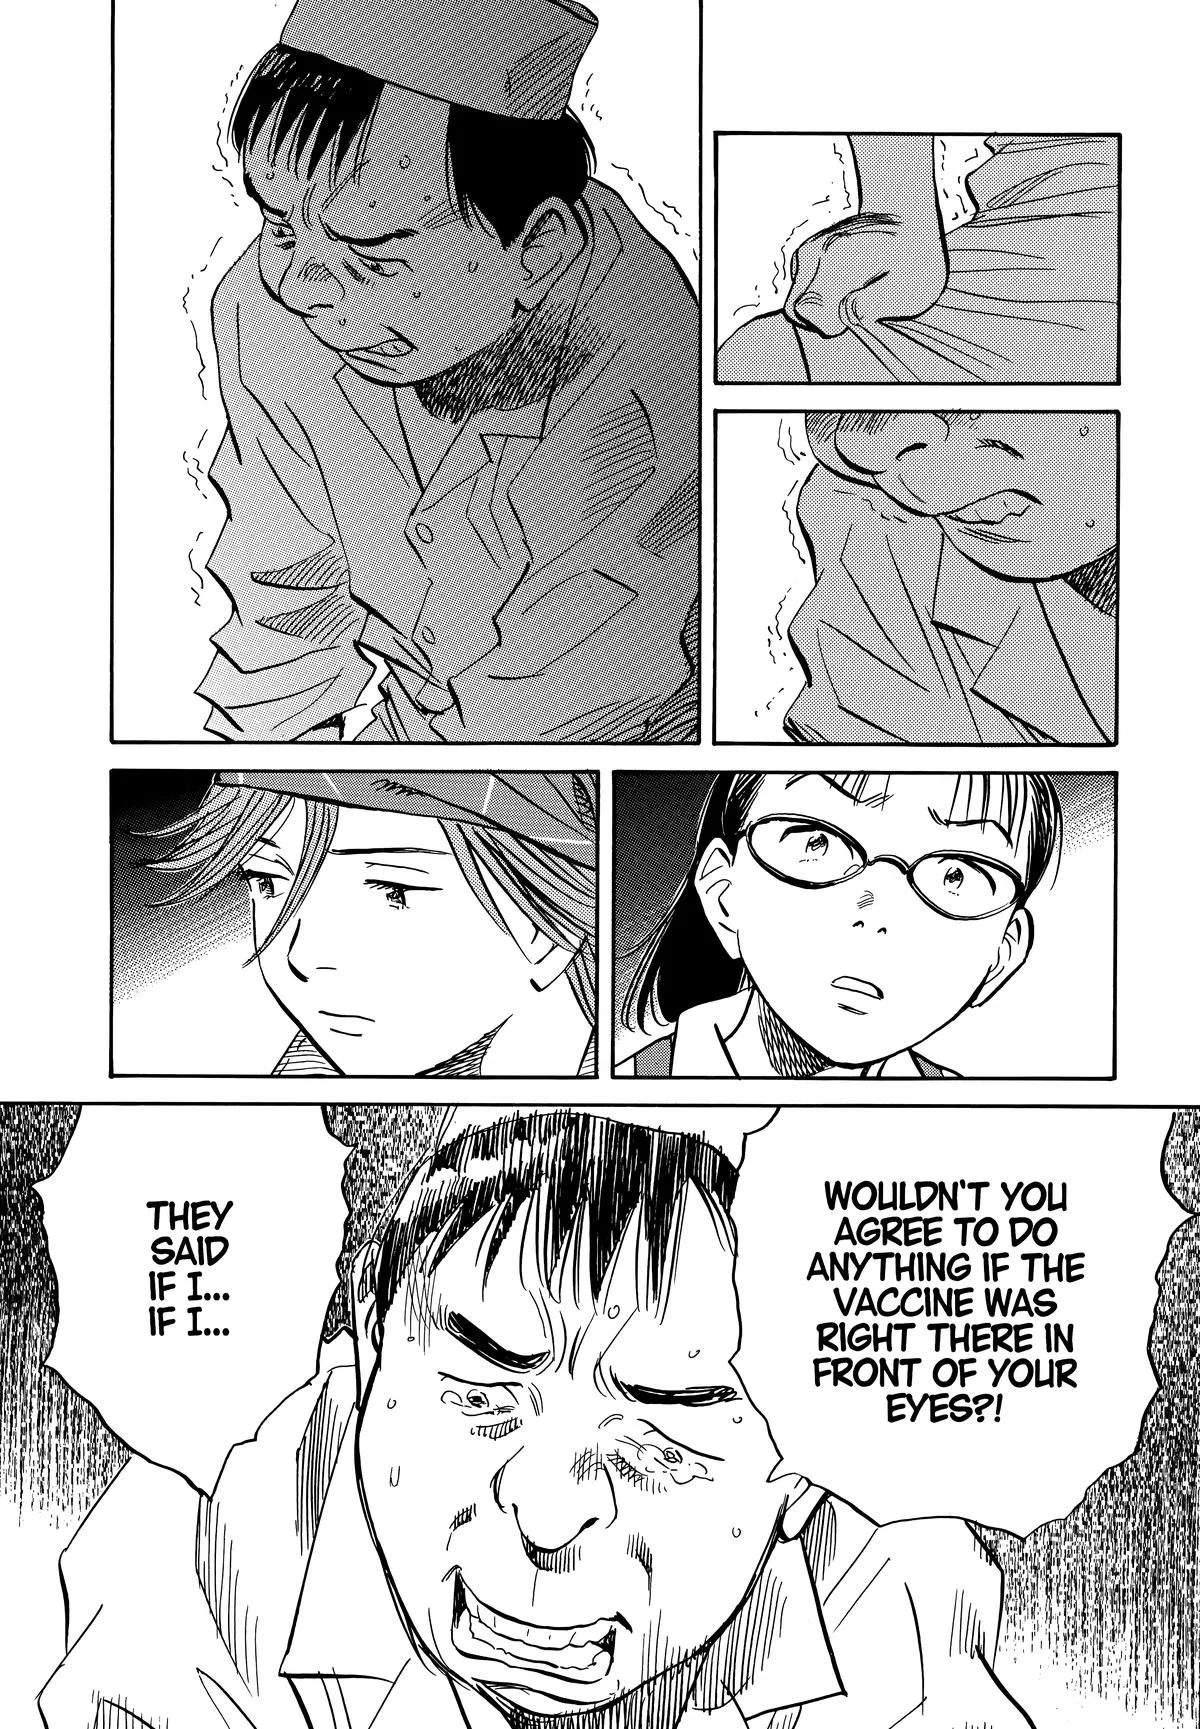 WOULDN'T YOU
AGREE TO DO
ANYTHING IF THE
VACCINE WAS
RIGHT THERE IN
FRONT OF YOUR
EYES?!
THEY
SAID
IF I...
IF I...